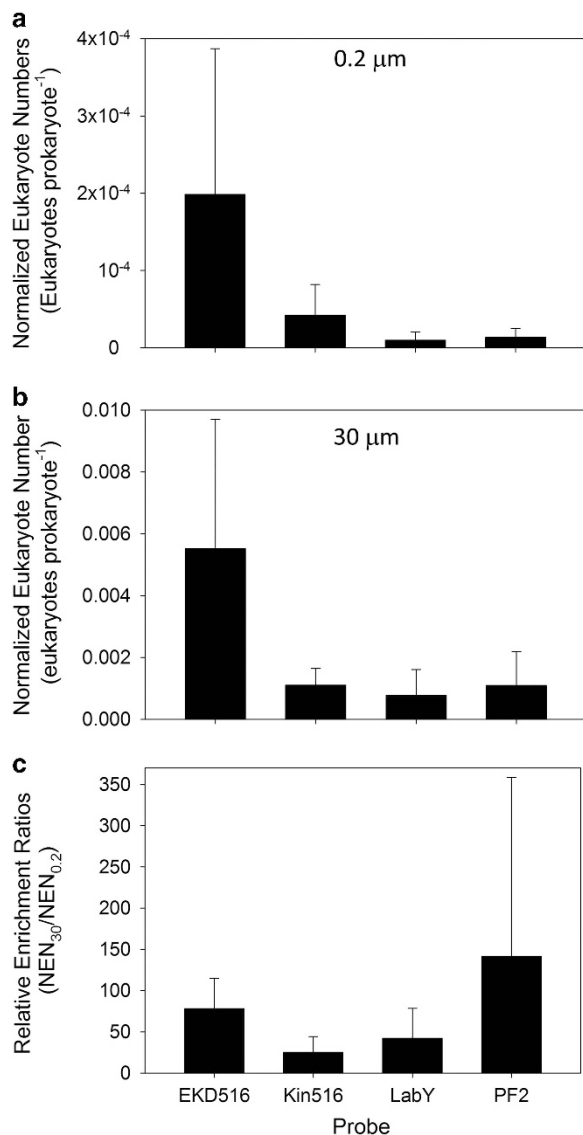 a
0.2 μm
Normalized Eukaryote Numbers
(Eukaryotes prokaryote⁻¹)
4x10⁻⁴
3x10⁻⁴
2x10⁻⁴
10⁻⁴
0
b
30 μm
Normalized Eukaryote Number
(eukaryotes prokaryote⁻¹)
0.010
0.008
0.006
0.004
0.002
0.000
c
Relative Enrichment Ratios
(NEN₃₀/NEN₀.₂)
350
300
250
200
150
100
50
0
EKD516 Kin516 LabY PF2
Probe